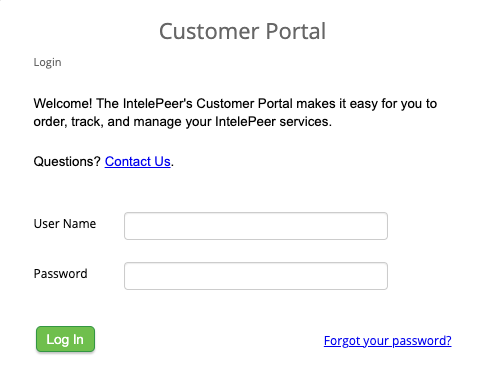 Customer Portal
Login
Welcome! The IntelePeer's Customer Portal makes it easy for you to
order, track, and manage your IntelePeer services.
Questions? Contact Us.
User Name
Password
Log In
Forgot your password?